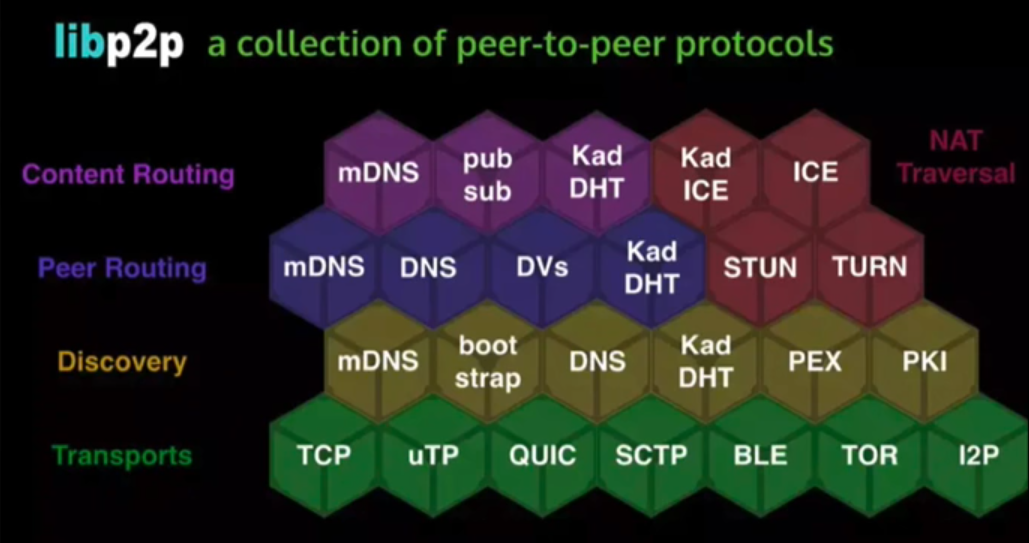 libp2p a collection of peer-to-peer protocols
Content Routing mDNS pub sub Kad DHT Kad ICE ICE NAT Traversal
Peer Routing mDNS DNS DVs Kad DHT STUN TURN
Discovery mDNS boot strap DNS Kad DHT PEX PKI
Transports TCP uTP QUIC SCTP BLE TOR I2P